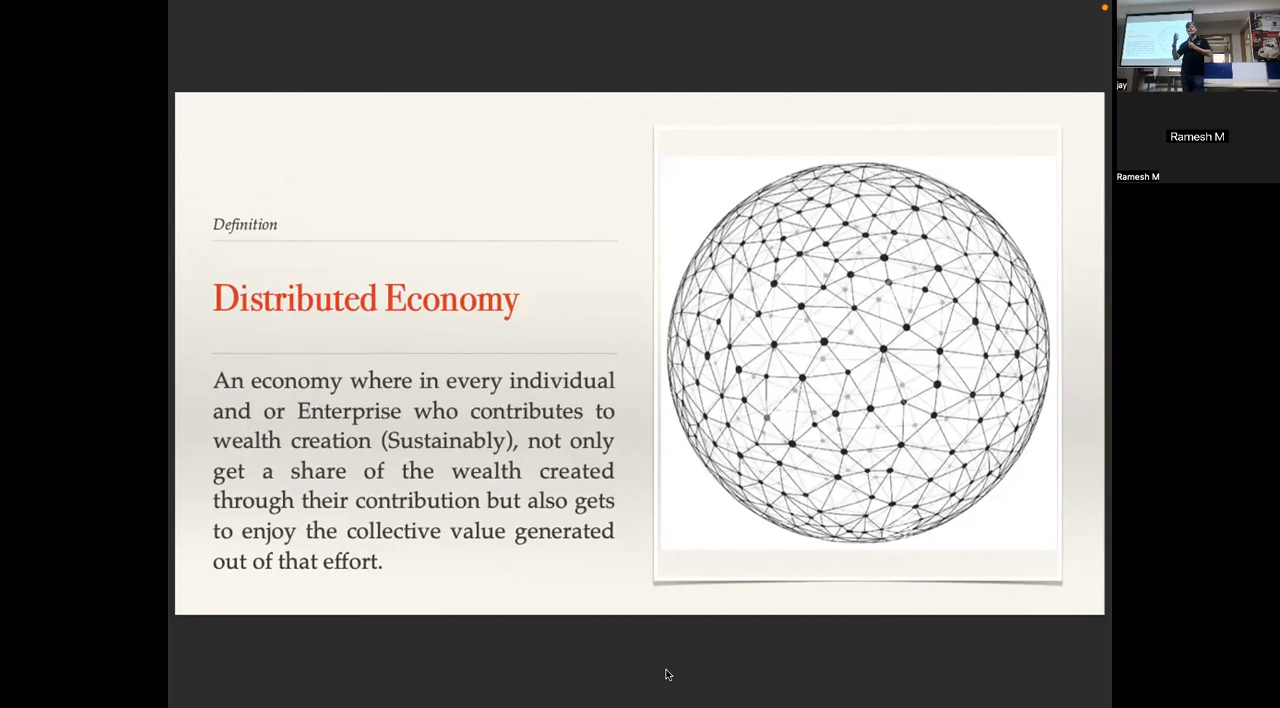 Definition
Distributed Economy
An economy where in every individual
and or Enterprise who contributes to
wealth creation (Sustainably), not only
get a share of the wealth created
through their contribution but also gets
to enjoy the collective value generated
out of that effort.
jay
Ramesh M
Ramesh M